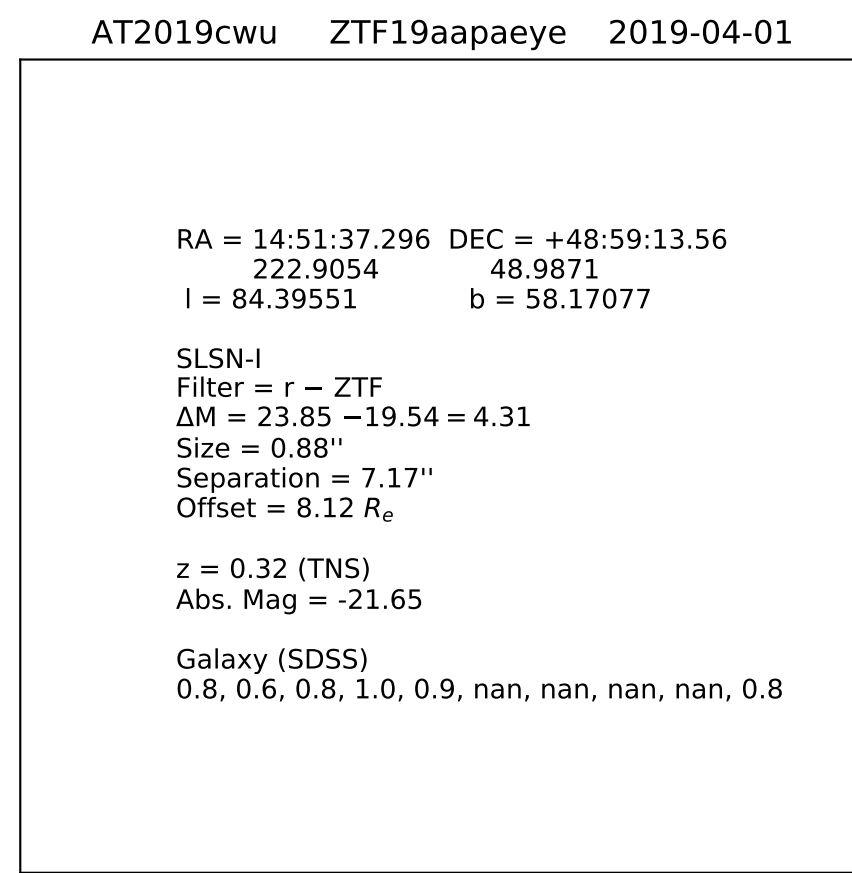 AT2019cwu ZTF19aapaeye 2019-04-01
RA = 14:51:37.296 DEC = +48:59:13.56
222.9054 48.9871
l = 84.39551 b = 58.17077
SLSN-I
Filter = r − ZTF
ΔM = 23.85 −19.54 = 4.31
Size = 0.88''
Separation = 7.17''
Offset = 8.12 Rₑ
z = 0.32 (TNS)
Abs. Mag = -21.65
Galaxy (SDSS)
0.8, 0.6, 0.8, 1.0, 0.9, nan, nan, nan, nan, 0.8